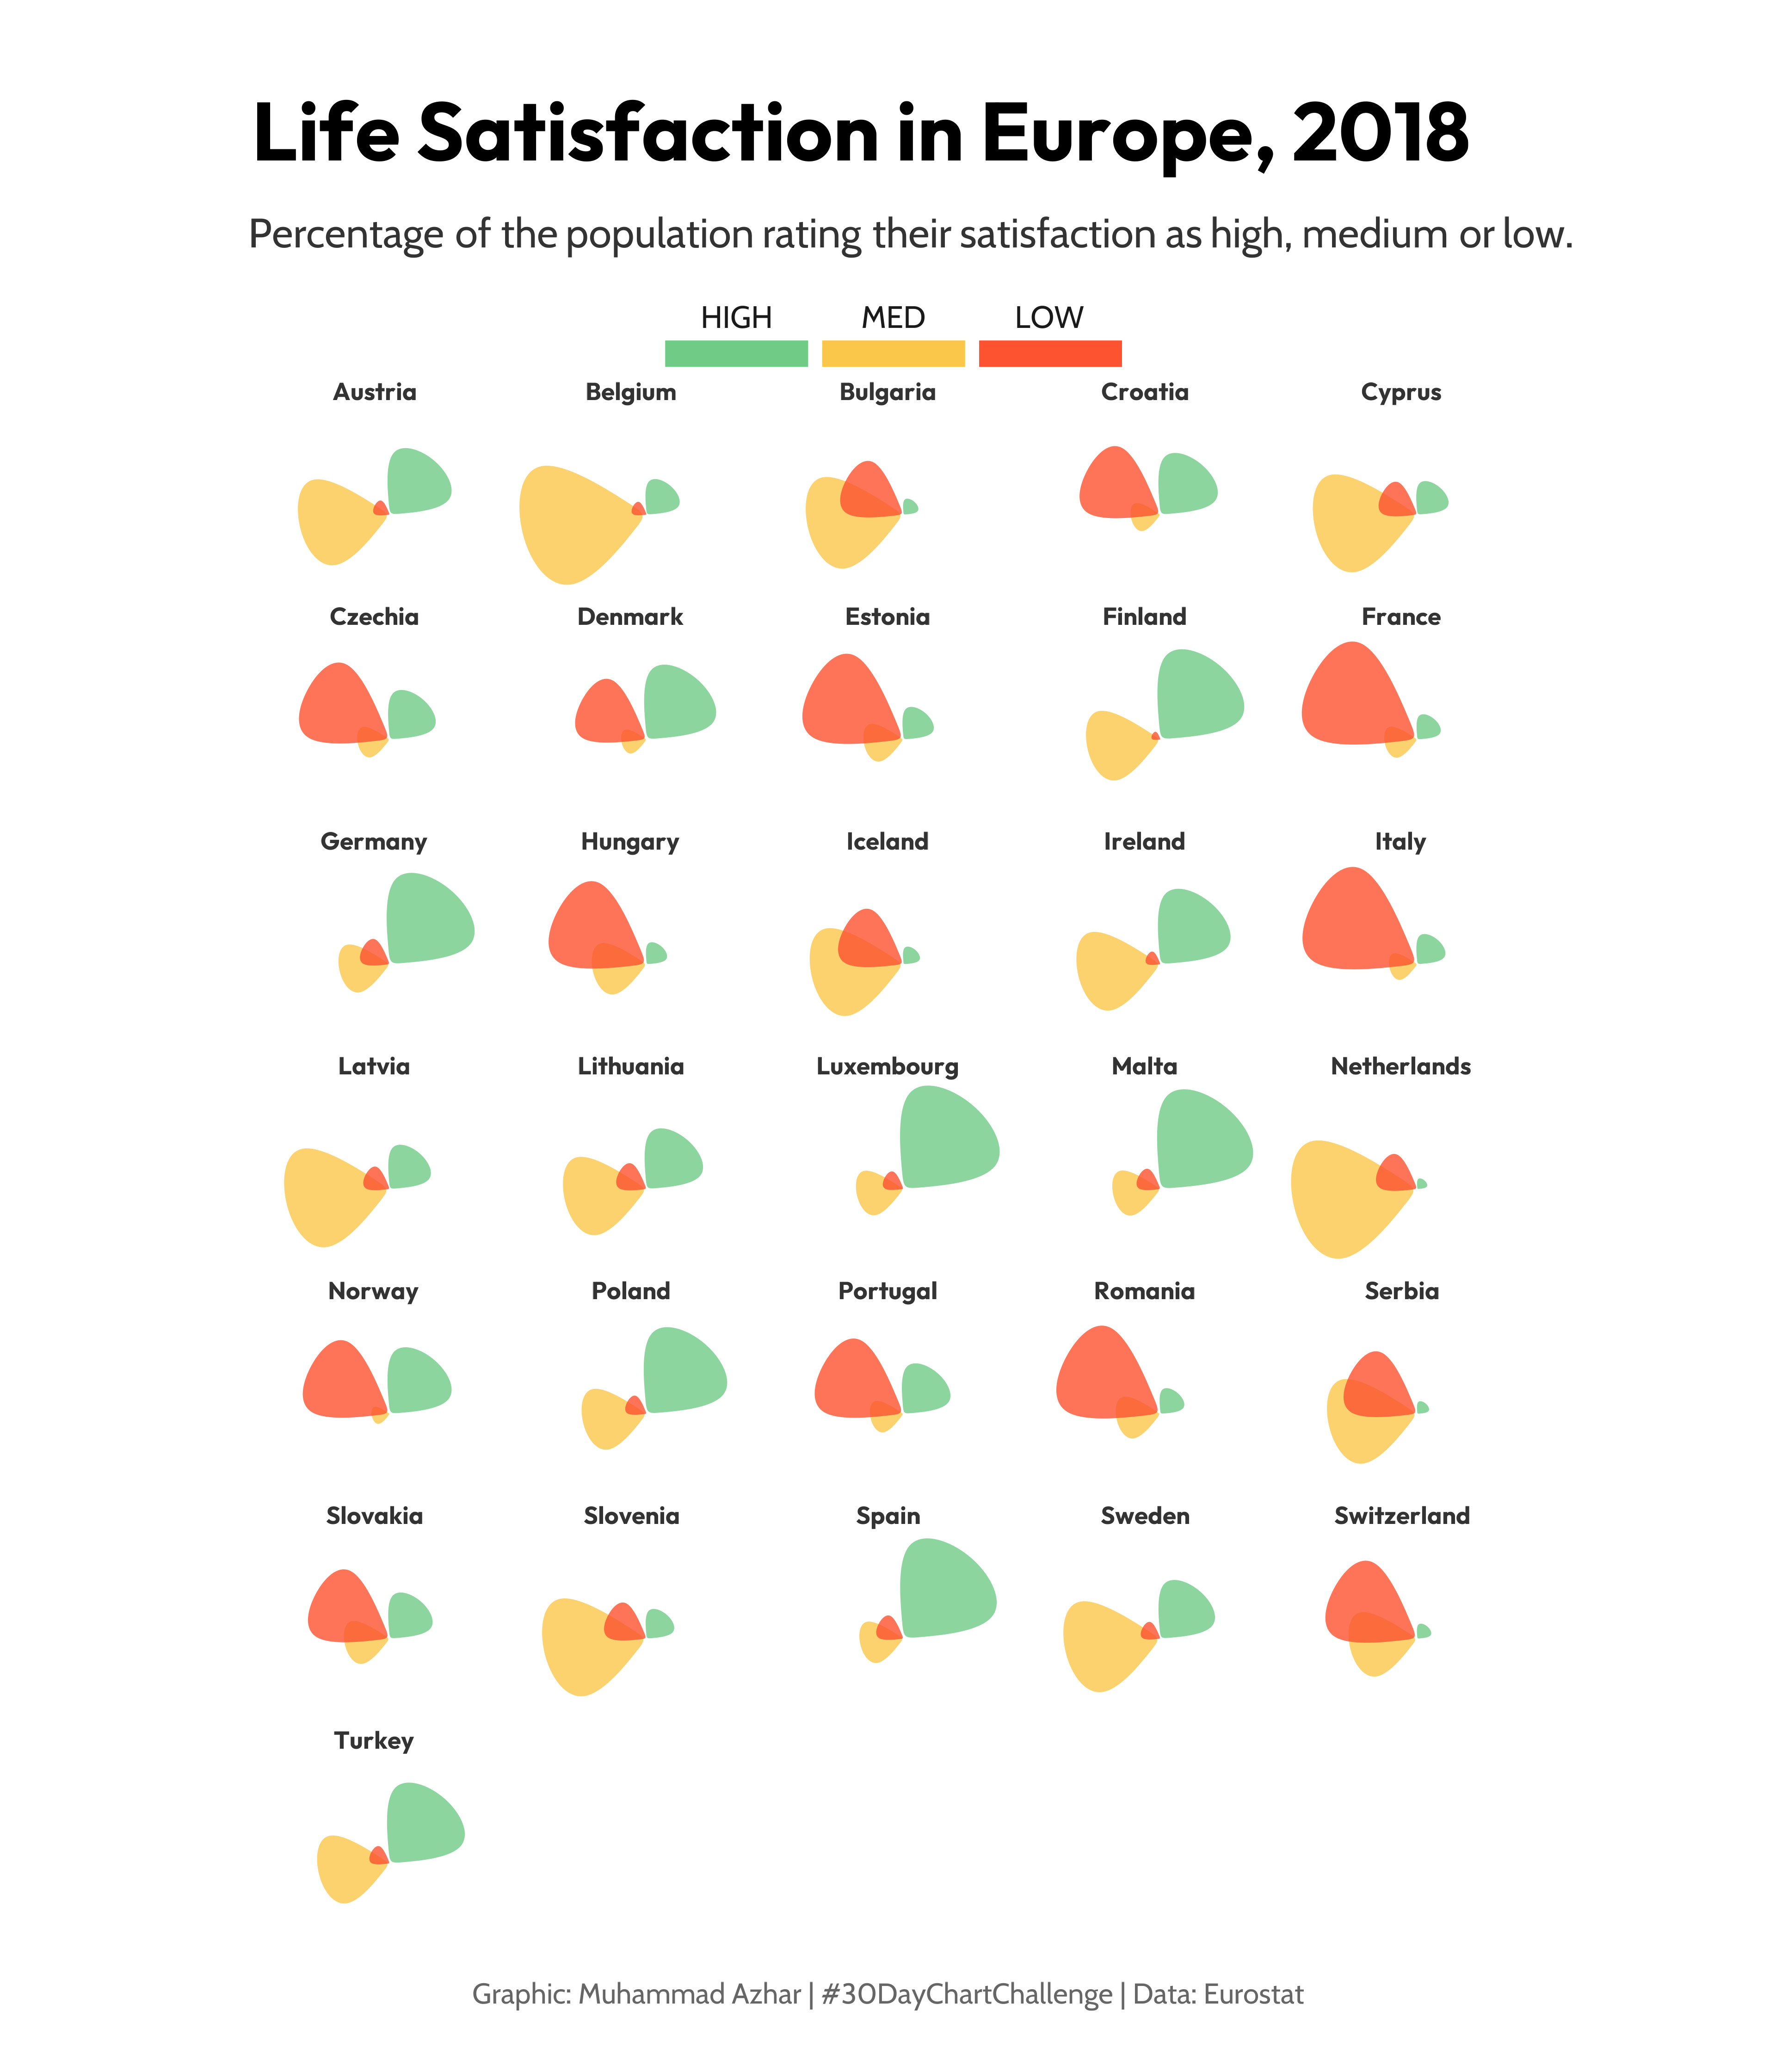 Life Satisfaction in Europe, 2018
Percentage of the population rating their satisfaction as high, medium or low.
HIGH MED LOW
Austria Belgium Bulgaria Croatia Cyprus
Czechia Denmark Estonia Finland France
Germany Hungary Iceland Ireland Italy
Latvia Lithuania Luxembourg Malta Netherlands
Norway Poland Portugal Romania Serbia
Slovakia Slovenia Spain Sweden Switzerland
Turkey
Graphic: Muhammad Azhar | #30DayChartChallenge | Data: Eurostat